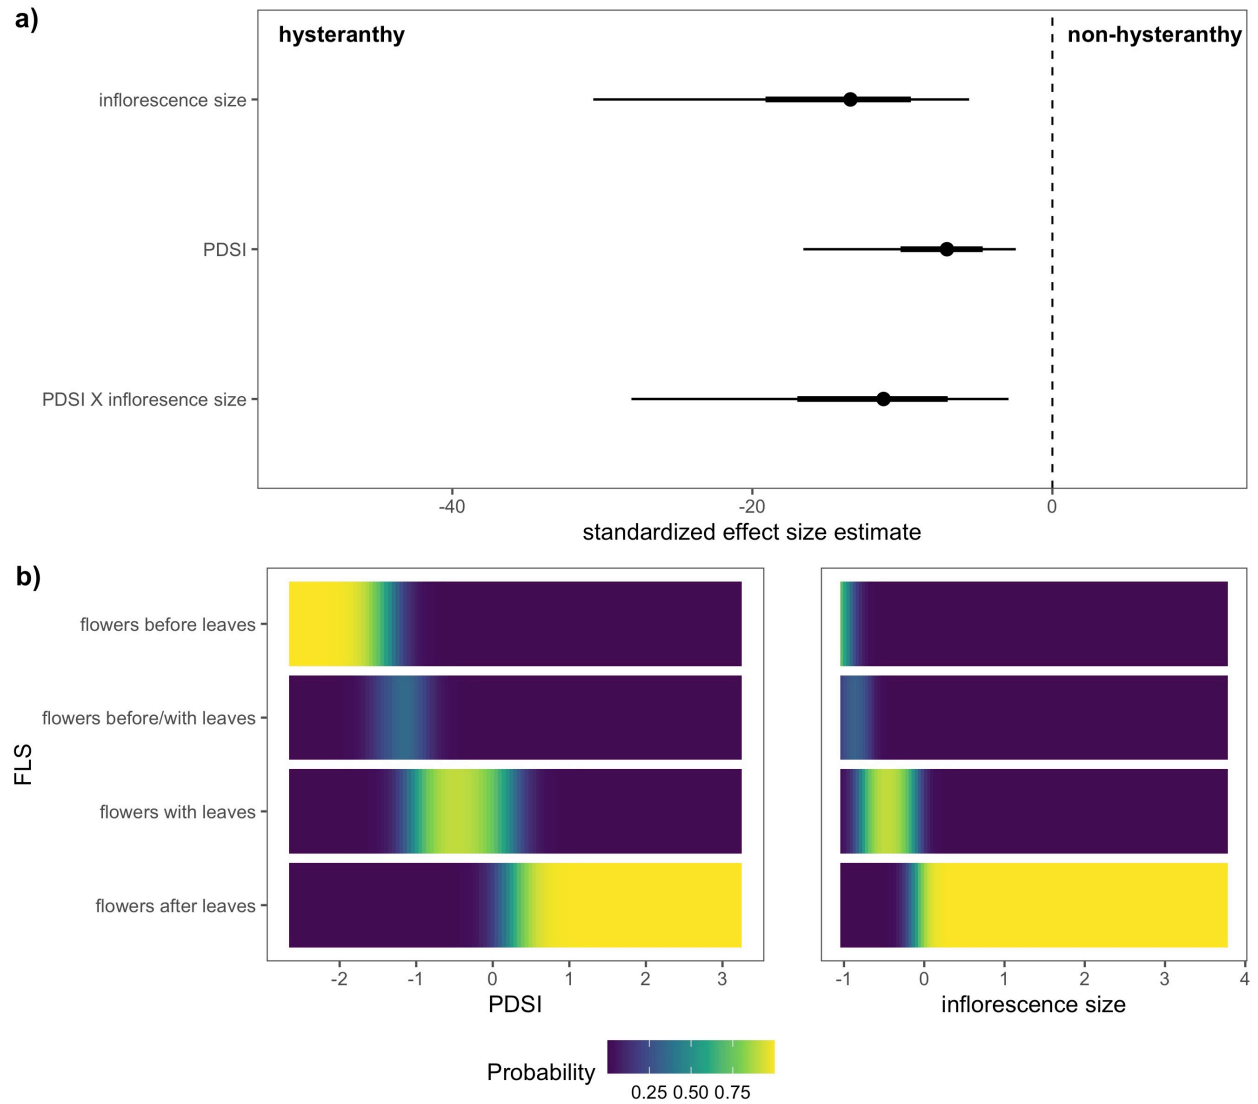 a)
hysteranthy
non-hysteranthy
inflorescence size
PDSI
PDSI X infloresence size
-40
-20
0
standardized effect size estimate
b)
FLS
flowers before leaves
flowers before/with leaves
flowers with leaves
flowers after leaves
-2 -1 0 1 2 3
PDSI
-1 0 1 2 3 4
inflorescence size
Probability
0.25 0.50 0.75